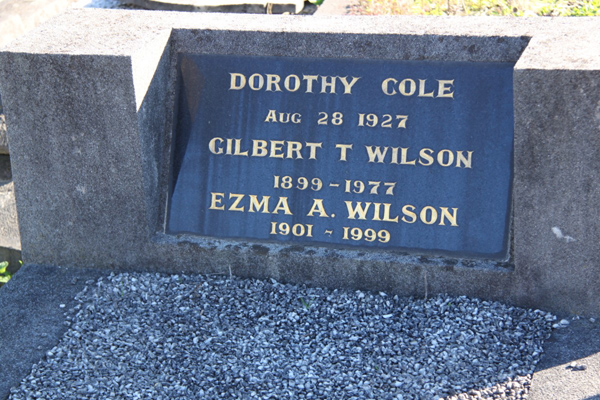 DOROTHY COLE
AUG 28 1927
GILBERT T WILSON
1899 - 1977
EZMA A. WILSON
1901 ~ 1999